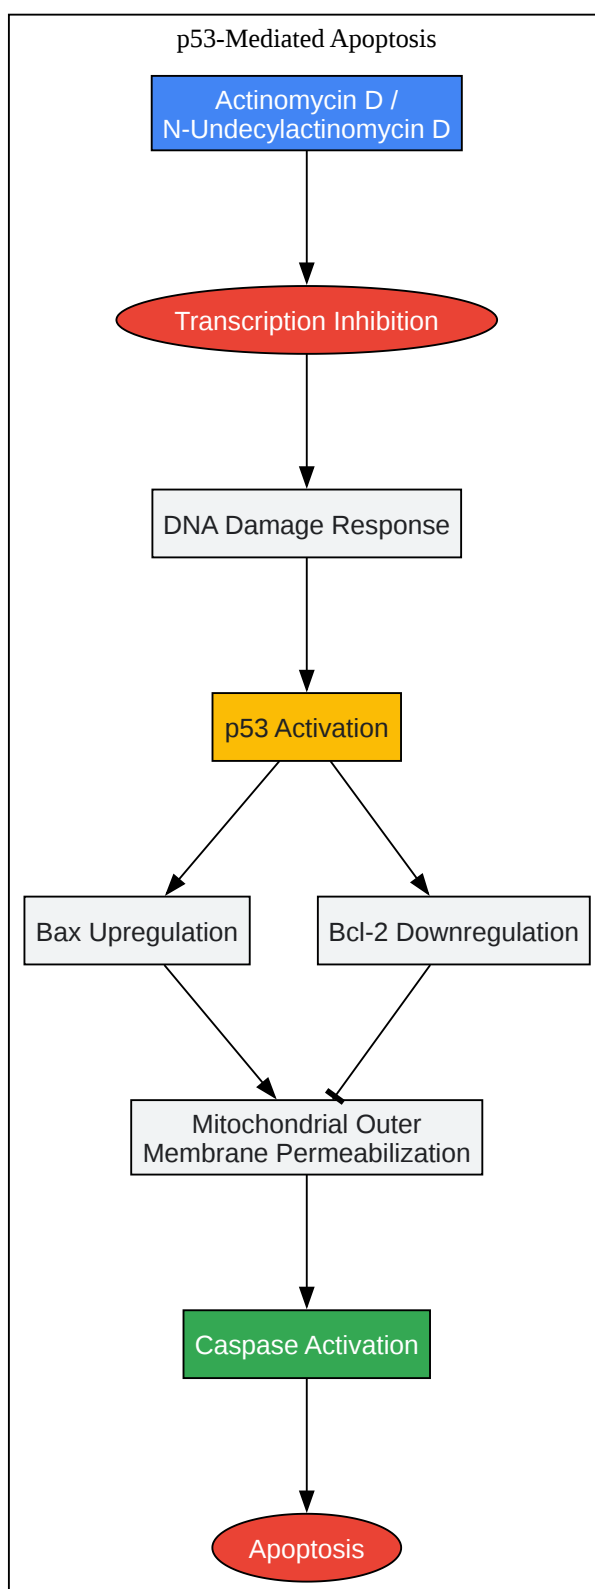 p53-Mediated Apoptosis
Actinomycin D /
N-Undecylactinomycin D
Transcription Inhibition
DNA Damage Response
p53 Activation
Bax Upregulation
Bcl-2 Downregulation
Mitochondrial Outer
Membrane Permeabilization
Caspase Activation
Apoptosis